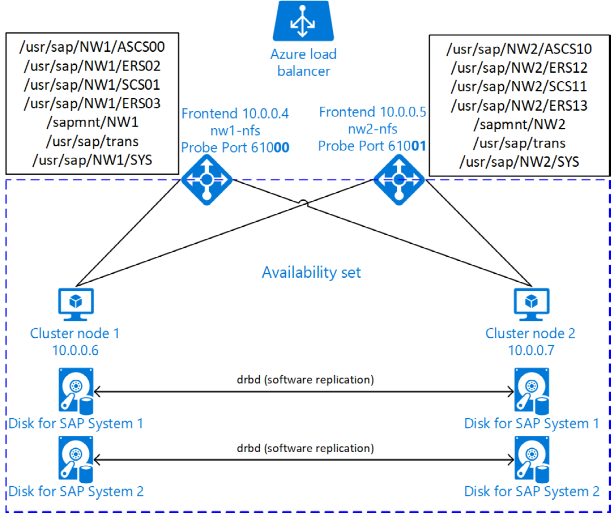 /usr/sap/NW1/ASCS00
/usr/sap/NW1/ERS02
/usr/sap/NW1/SCS01
/usr/sap/NW1/ERS03
/sapmnt/NW1
/usr/sap/trans
/usr/sap/NW1/SYS
Azure load
balancer
/usr/sap/NW2/ASCS10
/usr/sap/NW2/ERS12
/usr/sap/NW2/SCS11
/usr/sap/NW2/ERS13
/sapmnt/NW2
/usr/sap/trans
/usr/sap/NW2/SYS
Frontend 10.0.0.4
nw1-nfs
Probe Port 61000
Frontend 10.0.0.5
nw2-nfs
Probe Port 61001
Availability set
Cluster node 1
10.0.0.6
Cluster node 2
10.0.0.7
drbd (software replication)
Disk for SAP System 1
Disk for SAP System 1
drbd (software replication)
Disk for SAP System 2
Disk for SAP System 2